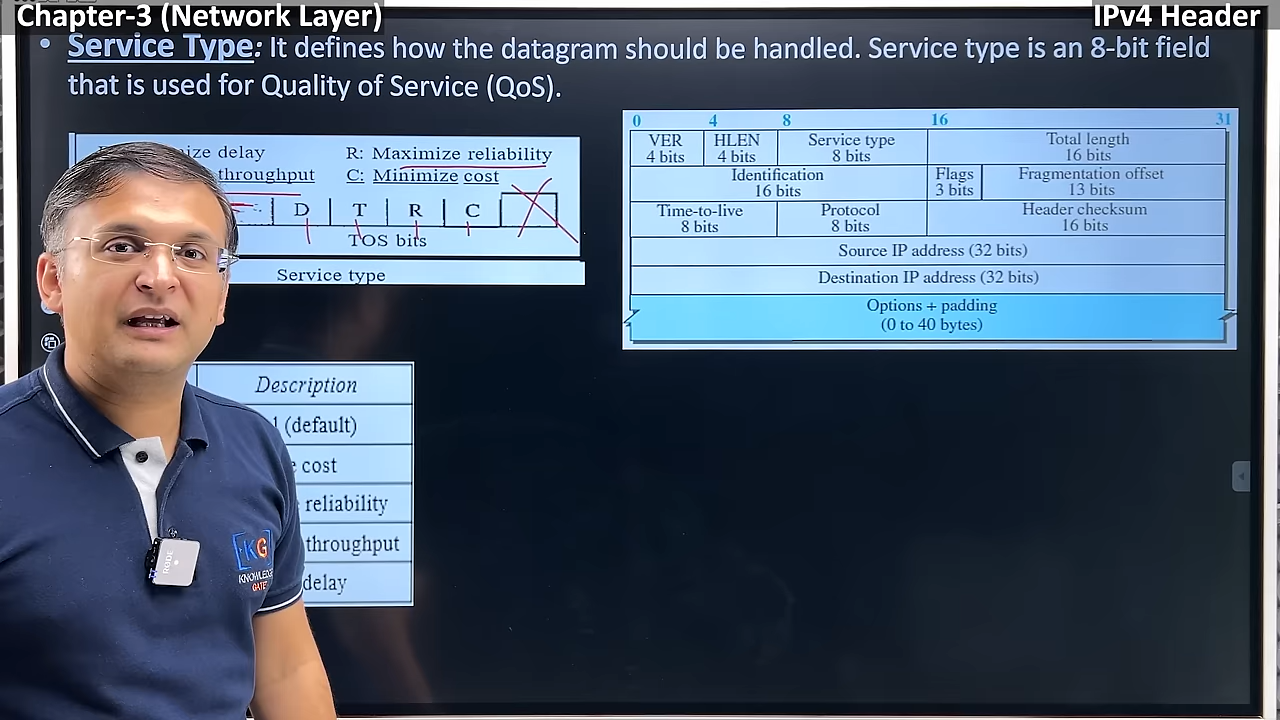 Chapter-3 (Network Layer)
IPv4 Header
• Service Type: It defines how the datagram should be handled. Service type is an 8-bit field
that is used for Quality of Service (QoS).
delay
R: Maximize reliability
throughput
C: Minimize cost
D T R C
TOS bits
Service type
0 4 8 16 31
VER
4 bits
HLEN
4 bits
Service type
8 bits
Total length
16 bits
Identification
16 bits
Flags
3 bits
Fragmentation offset
13 bits
Time-to-live
8 bits
Protocol
8 bits
Header checksum
16 bits
Source IP address (32 bits)
Destination IP address (32 bits)
Options + padding
(0 to 40 bytes)
Description
(default)
cost
reliability
throughput
delay
RODE
KG
KNOWLEDGE
GATE